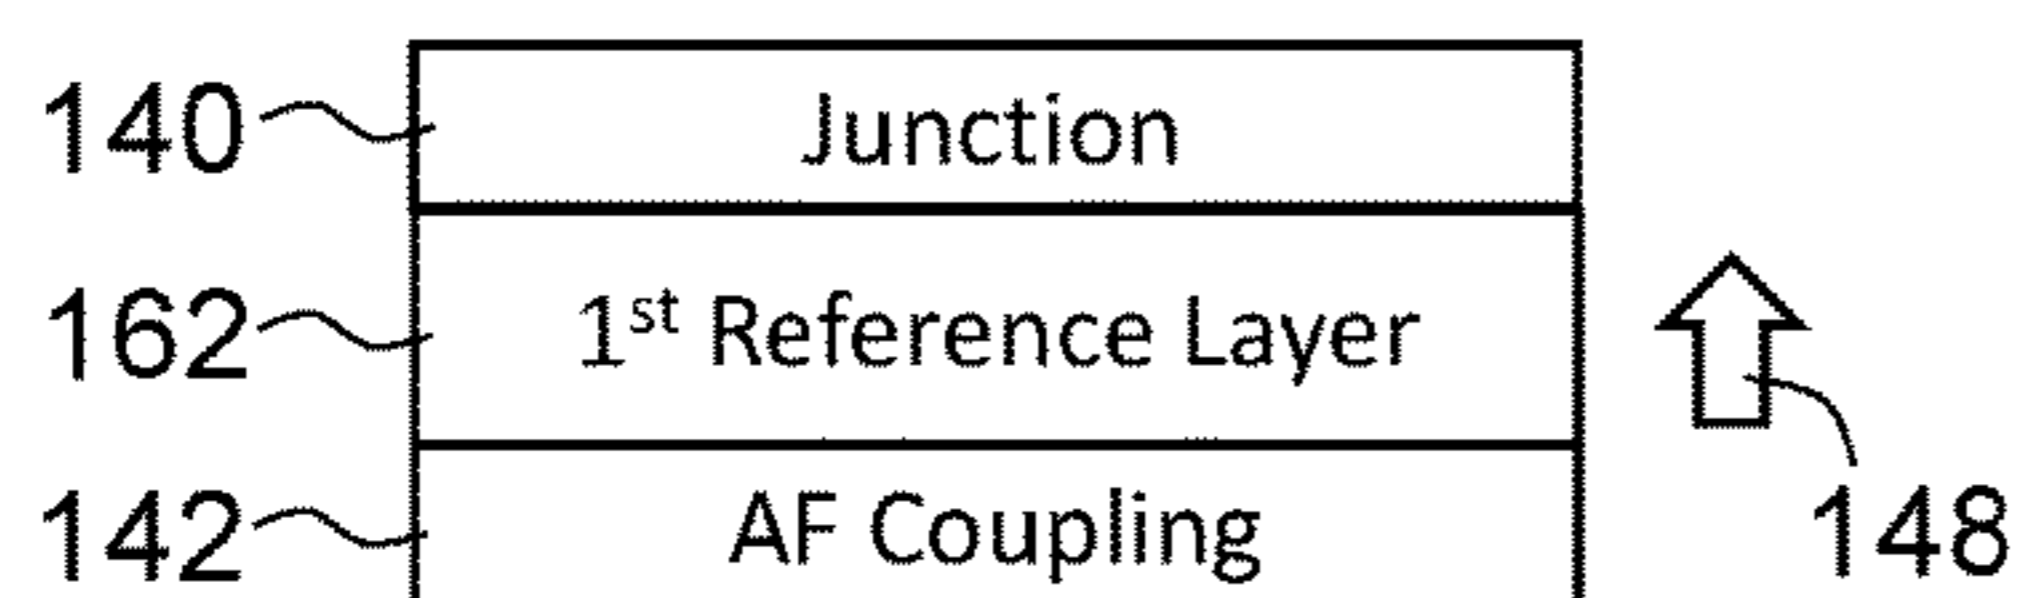 140 Junction
162 1st Reference Layer
142 AF Coupling 148